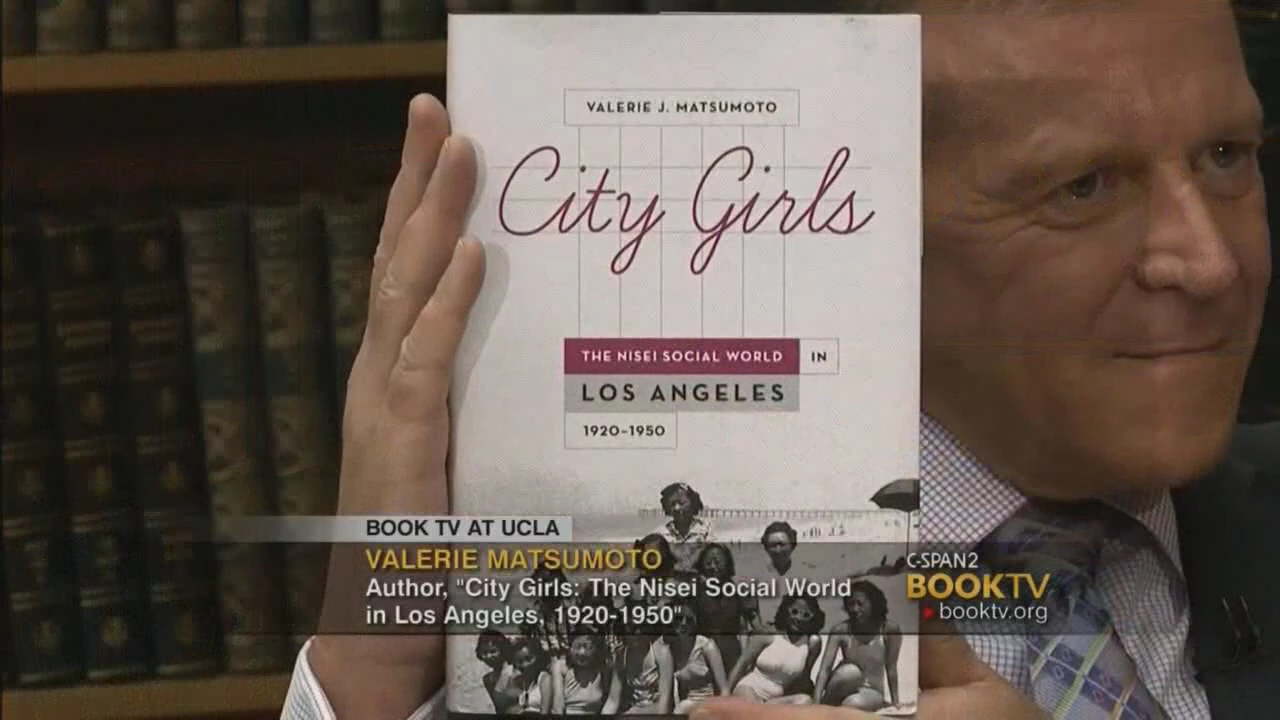 VALERIE J. MATSUMOTO
City Girls
THE NISEI SOCIAL WORLD IN
LOS ANGELES
1920-1950
BOOK TV AT UCLA
VALERIE MATSUMOTO
Author, "City Girls: The Nisei Social World
in Los Angeles, 1920-1950"
C-SPAN2
BOOKTV
booktv.org